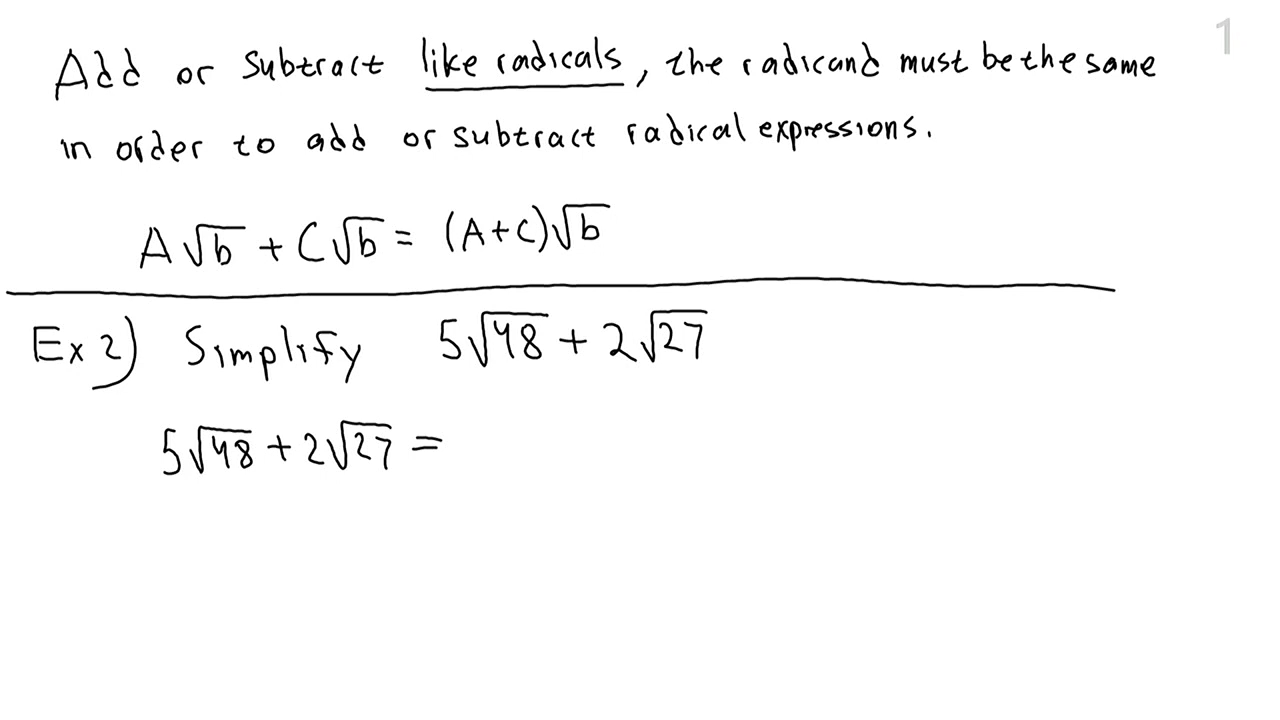 1
Add or subtract like radicals, the radicand must be the same
in order to add or subtract radical expressions.
A√b + C√b = (A+C)√b
Ex 2) Simplify 5√48 + 2√27
5√48 + 2√27 =